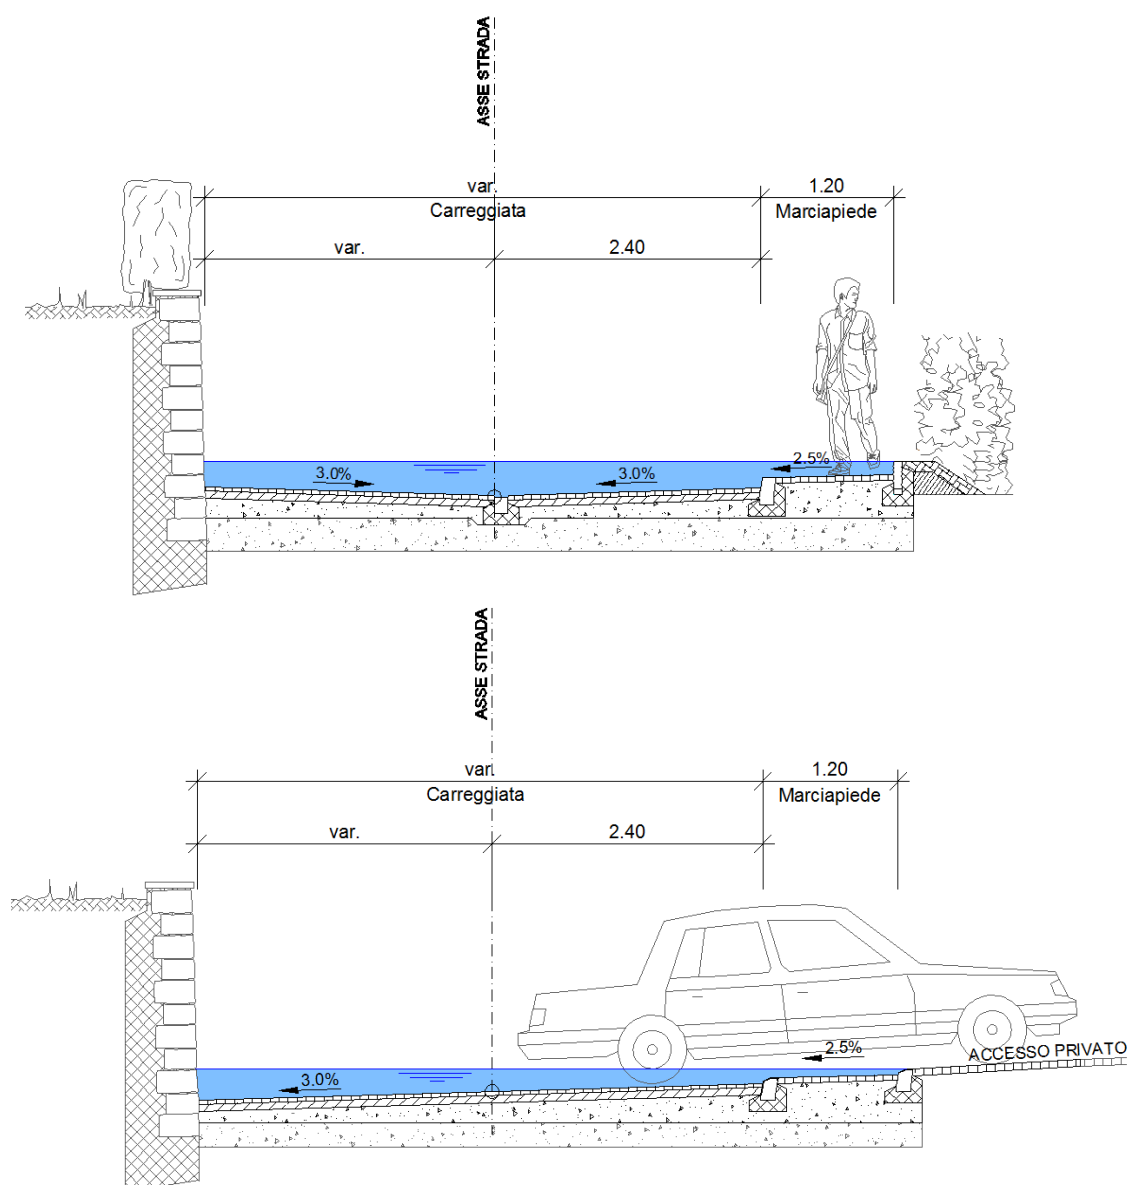 ASSE STRADA
var.
1.20
Carreggiata
Marciapiede
var.
2.40
3.0%
3.0%
2.5%
ASSE STRADA
var.
1.20
Carreggiata
Marciapiede
var.
2.40
2.5%
ACCESSO PRIVATO
3.0%